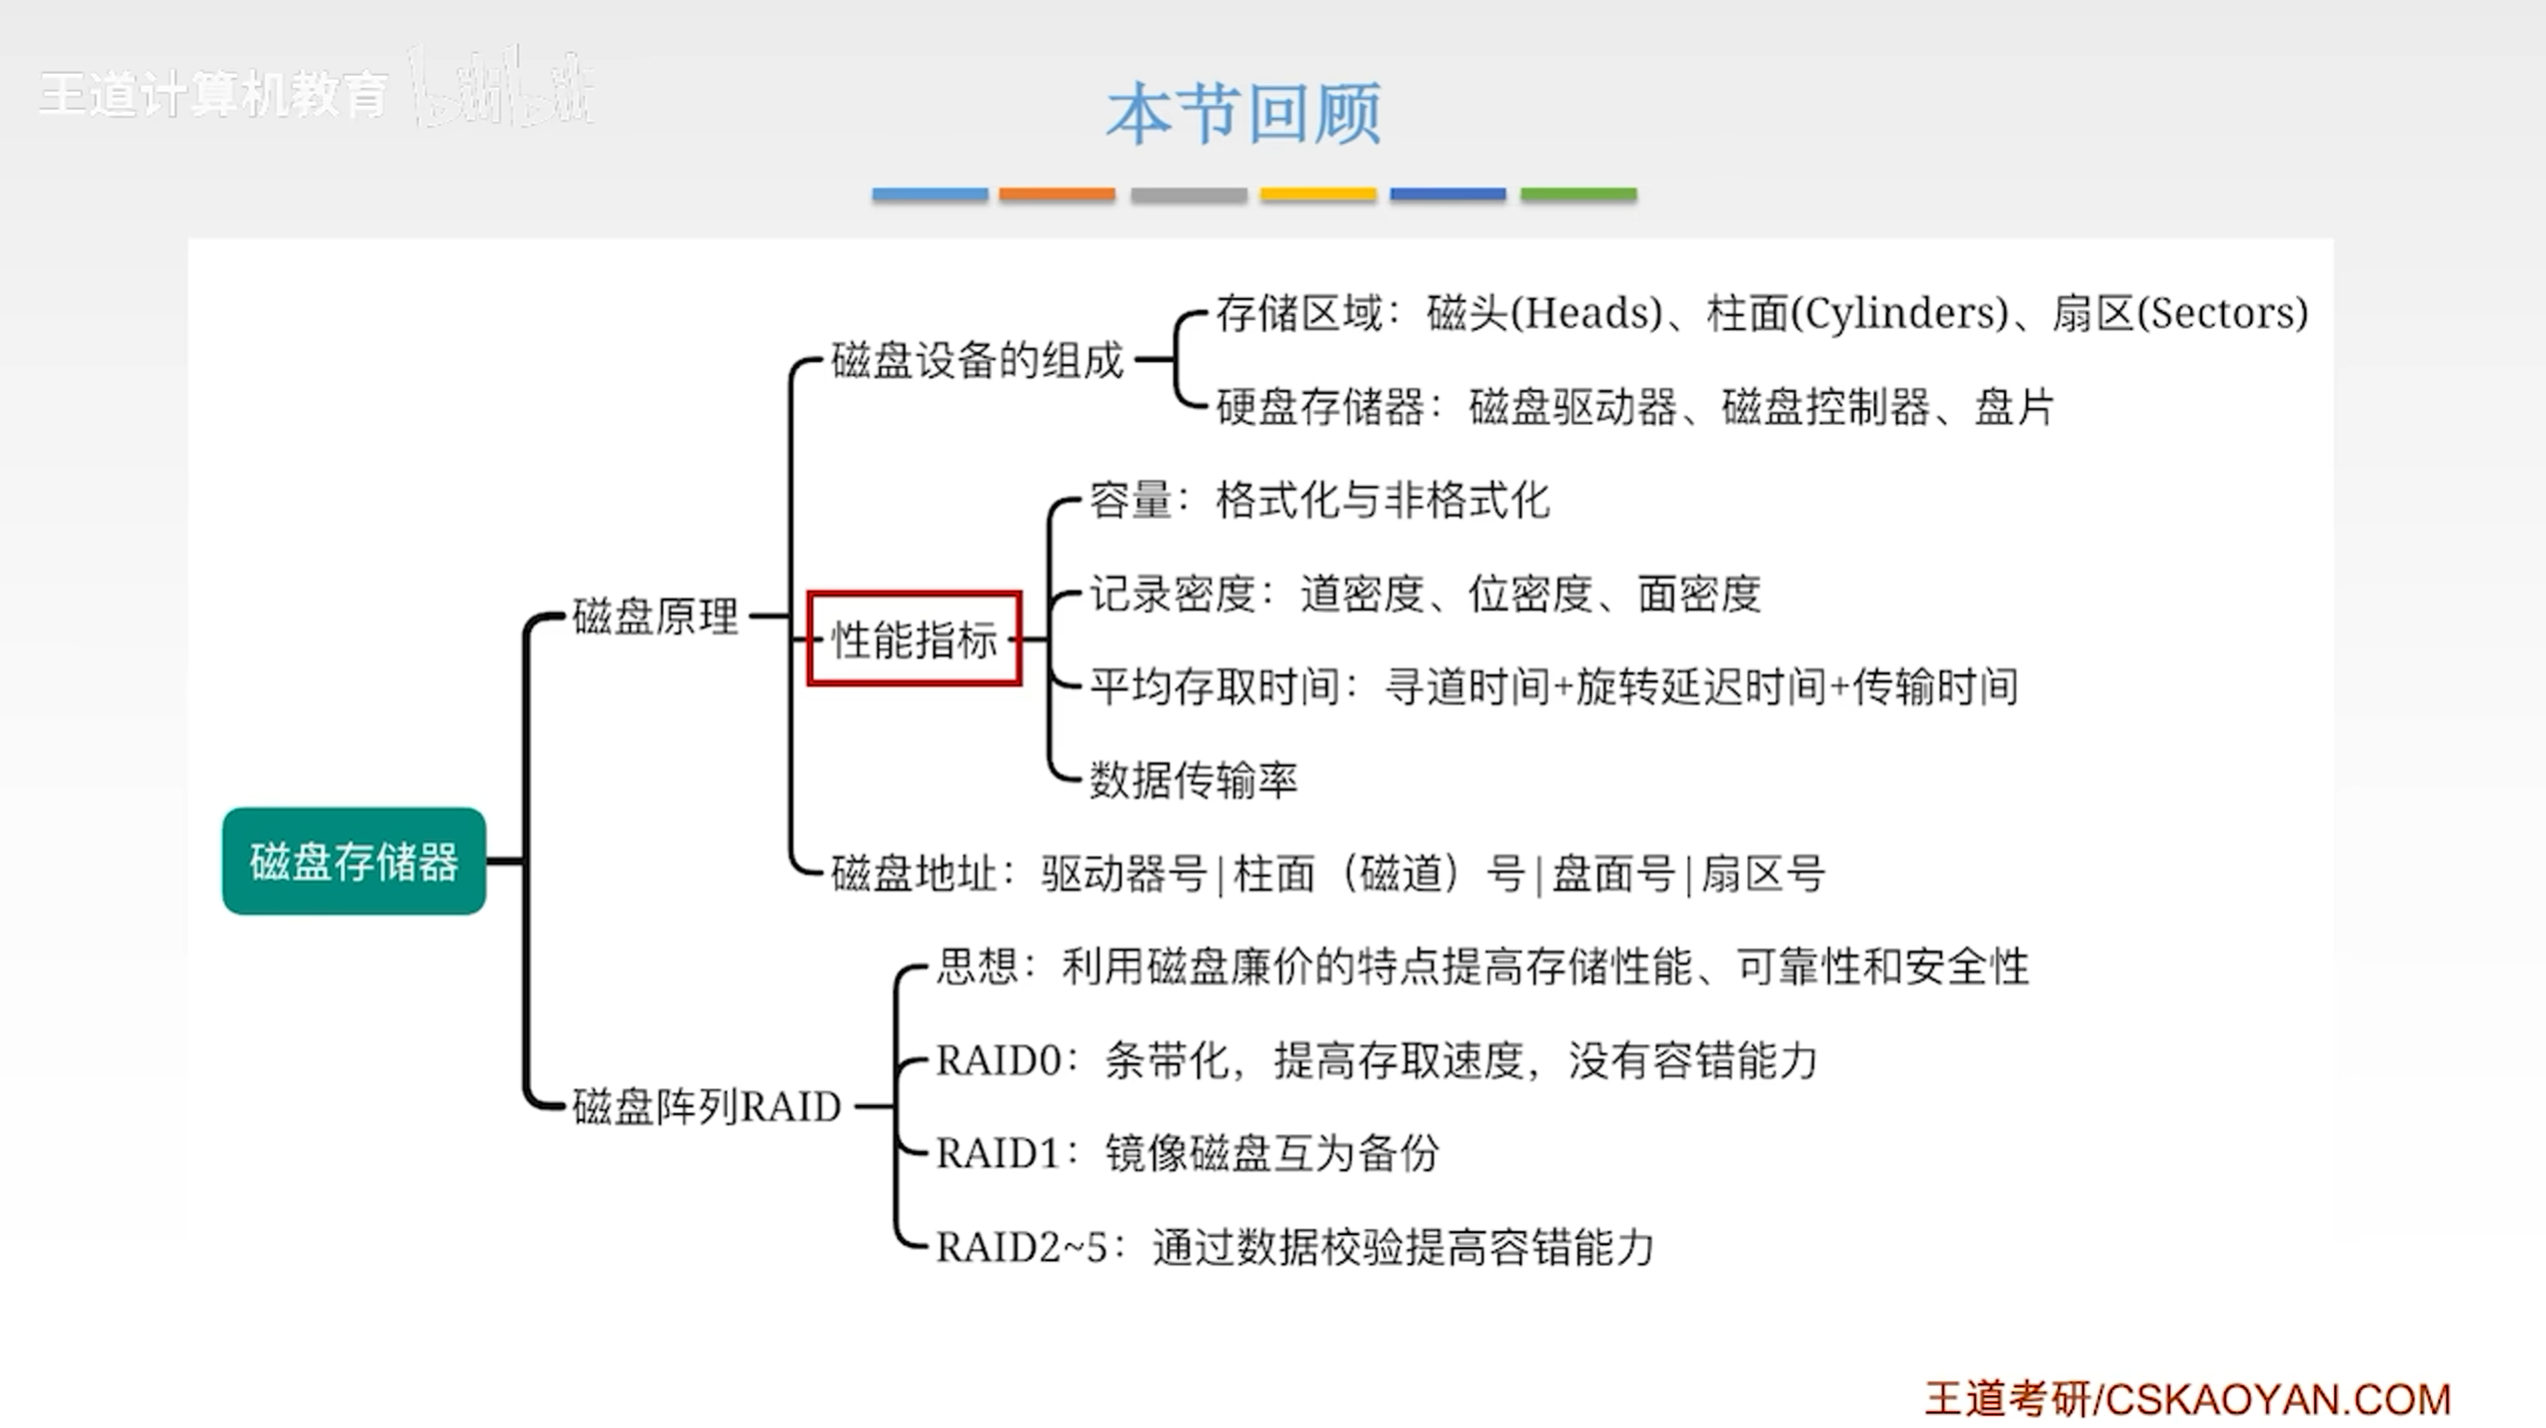 王道计算机教育 bilibili
本节回顾
存储区域：磁头(Heads)、柱面(Cylinders)、扇区(Sectors)
磁盘设备的组成
硬盘存储器：磁盘驱动器、磁盘控制器、盘片
容量：格式化与非格式化
记录密度：道密度、位密度、面密度
磁盘原理
性能指标
平均存取时间：寻道时间+旋转延迟时间+传输时间
数据传输率
磁盘存储器
磁盘地址：驱动器号|柱面（磁道）号|盘面号|扇区号
思想：利用磁盘廉价的特点提高存储性能、可靠性和安全性
RAID0：条带化，提高存取速度，没有容错能力
磁盘阵列RAID
RAID1：镜像磁盘互为备份
RAID2~5：通过数据校验提高容错能力
王道考研/CSKAOYAN.COM